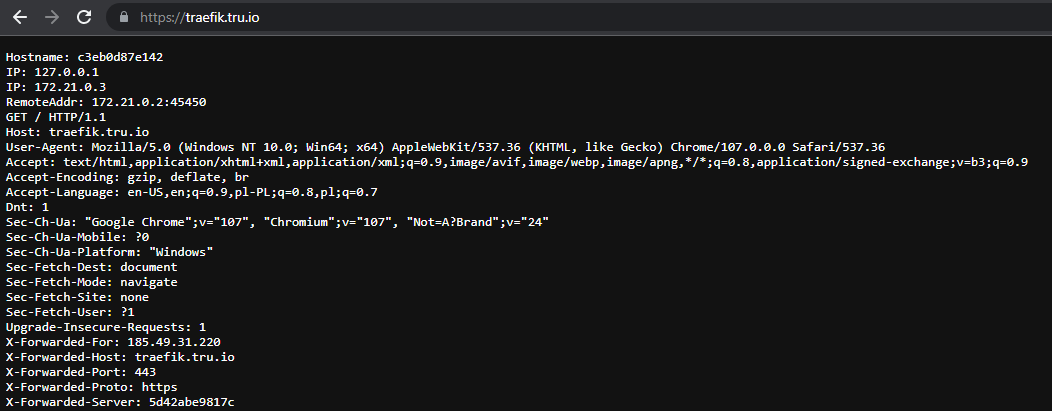 https://traefik.tru.io
Hostname: c3eb0d87e142
IP: 127.0.0.1
IP: 172.21.0.3
RemoteAddr: 172.21.0.2:45450
GET / HTTP/1.1
Host: traefik.tru.io
User-Agent: Mozilla/5.0 (Windows NT 10.0; Win64; x64) AppleWebKit/537.36 (KHTML, like Gecko) Chrome/107.0.0.0 Safari/537.36
Accept: text/html,application/xhtml+xml,application/xml;q=0.9,image/avif,image/webp,image/apng,*/*;q=0.8,application/signed-exchange;v=b3;q=0.9
Accept-Encoding: gzip, deflate, br
Accept-Language: en-US,en;q=0.9,pl-PL;q=0.8,pl;q=0.7
Dnt: 1
Sec-Ch-Ua: "Google Chrome";v="107", "Chromium";v="107", "Not=A?Brand";v="24"
Sec-Ch-Ua-Mobile: ?0
Sec-Ch-Ua-Platform: "Windows"
Sec-Fetch-Dest: document
Sec-Fetch-Mode: navigate
Sec-Fetch-Site: none
Sec-Fetch-User: ?1
Upgrade-Insecure-Requests: 1
X-Forwarded-For: 185.49.31.220
X-Forwarded-Host: traefik.tru.io
X-Forwarded-Port: 443
X-Forwarded-Proto: https
X-Forwarded-Server: 5d42abe9817c